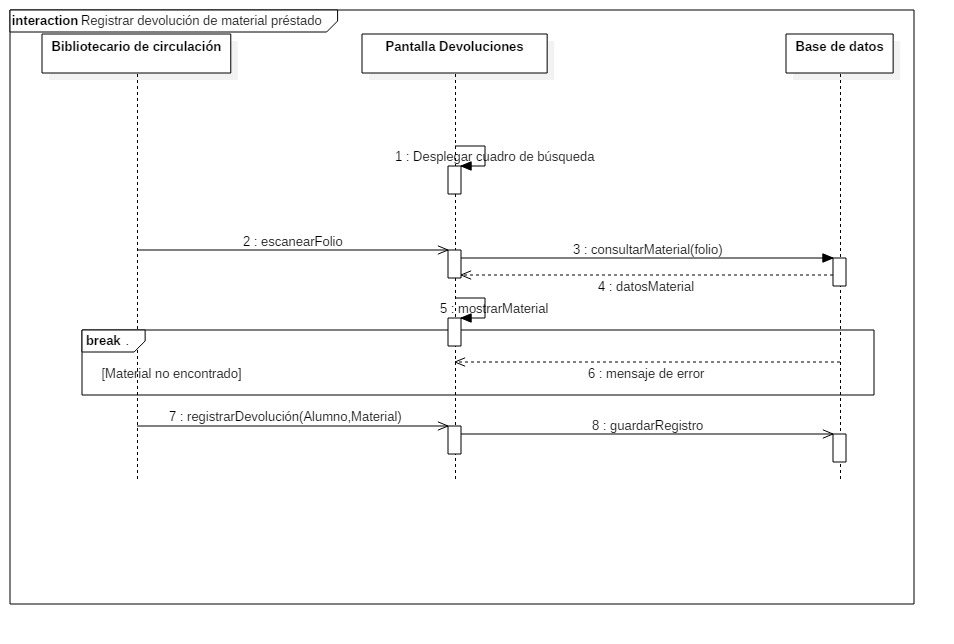 interaction Registrar devolución de material préstado
Bibliotecario de circulación
Pantalla Devoluciones
Base de datos
1 : Desplegar cuadro de búsqueda
2 : escanearFolio
3 : consultarMaterial(folio)
4 : datosMaterial
5 : mostrarMaterial
break .
[Material no encontrado]
6 : mensaje de error
7 : registrarDevolución(Alumno,Material)
8 : guardarRegistro